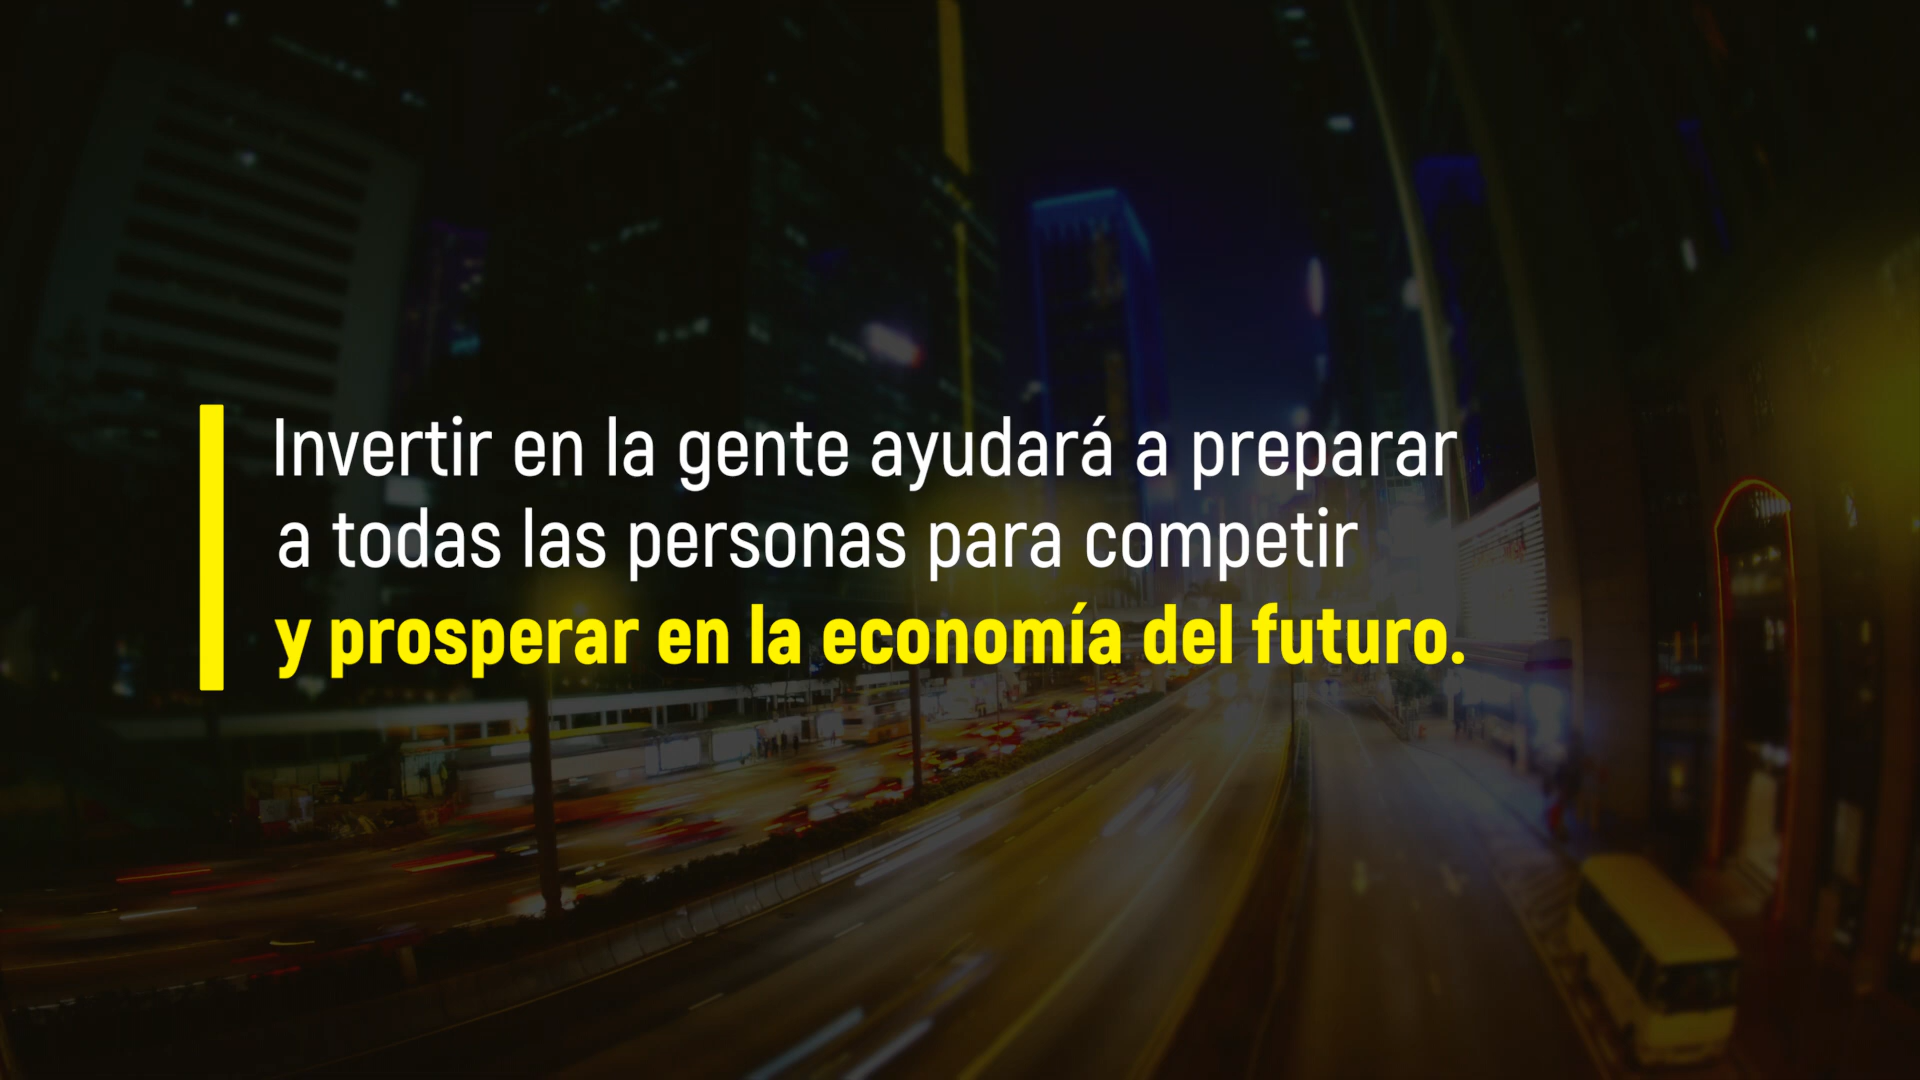 Invertir en la gente ayudará a preparar
a todas las personas para competir
y prosperar en la economía del futuro.